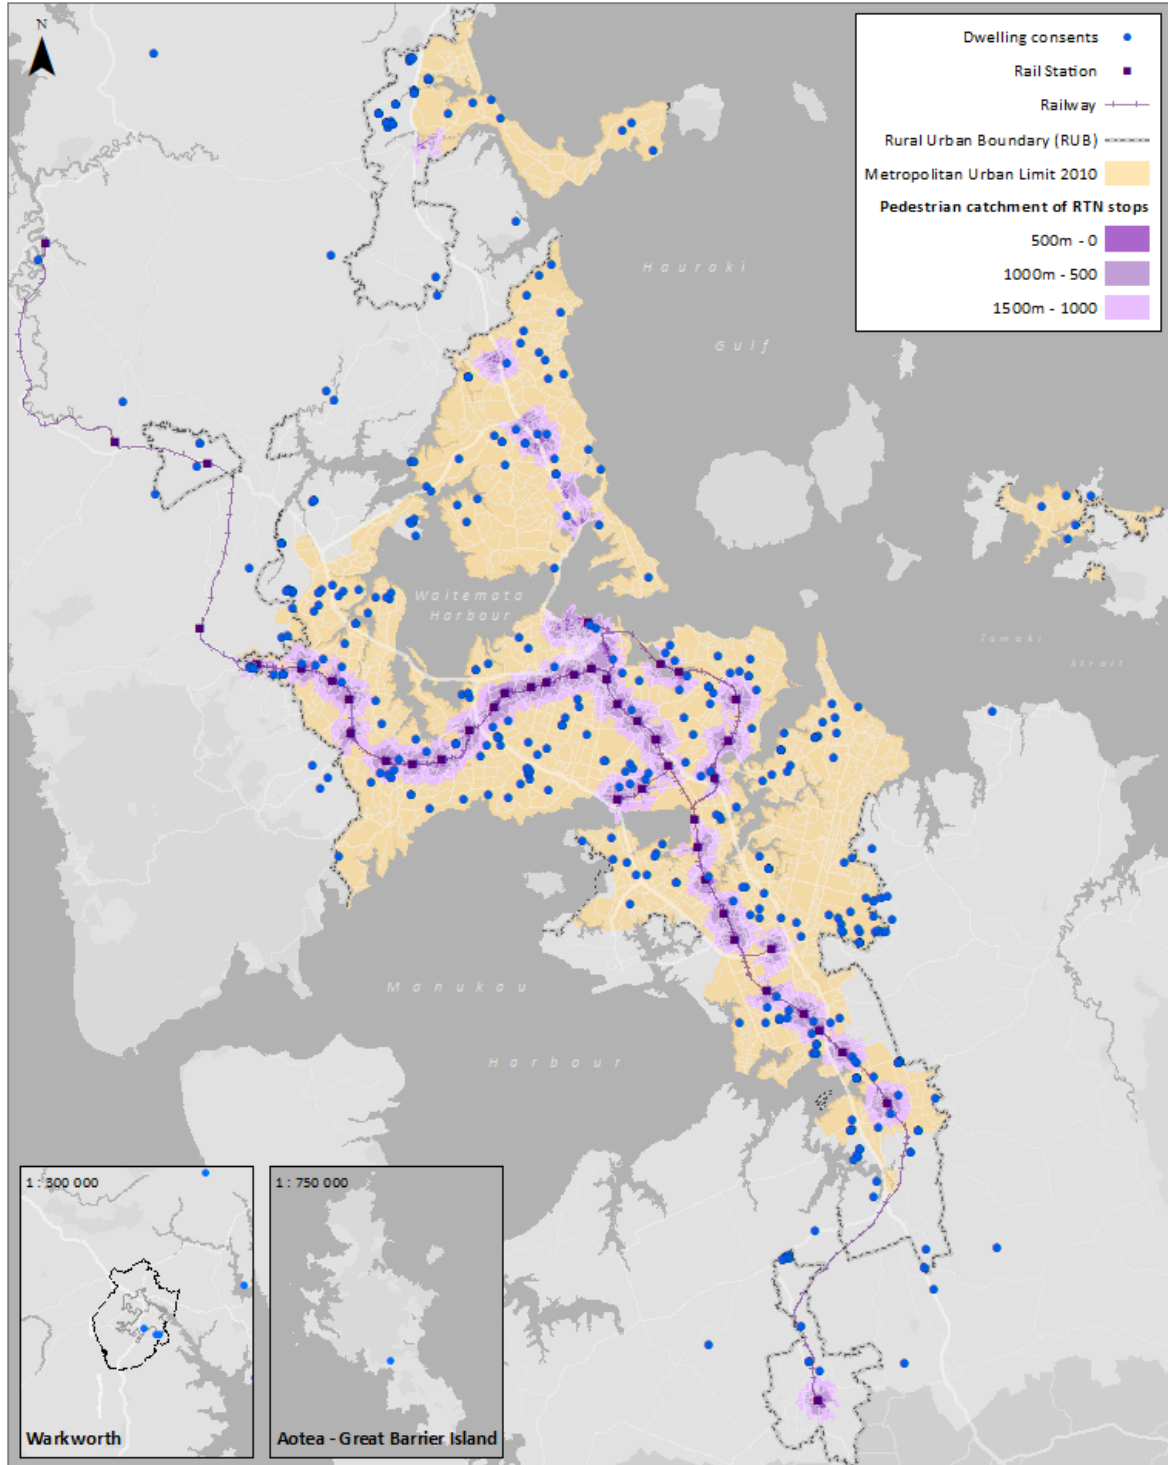 N
Dwelling consents
Rail Station
Railway
Rural Urban Boundary (RUB)
Metropolitan Urban Limit 2010
Pedestrian catchment of RTN stops
500m - 0
1000m - 500
1500m - 1000
Hauraki
Gulf
Waitemata
Harbour
Tamaki
Strait
Manukau
Harbour
1 : 300 000
Warkworth
1 : 750 000
Aotea - Great Barrier Island